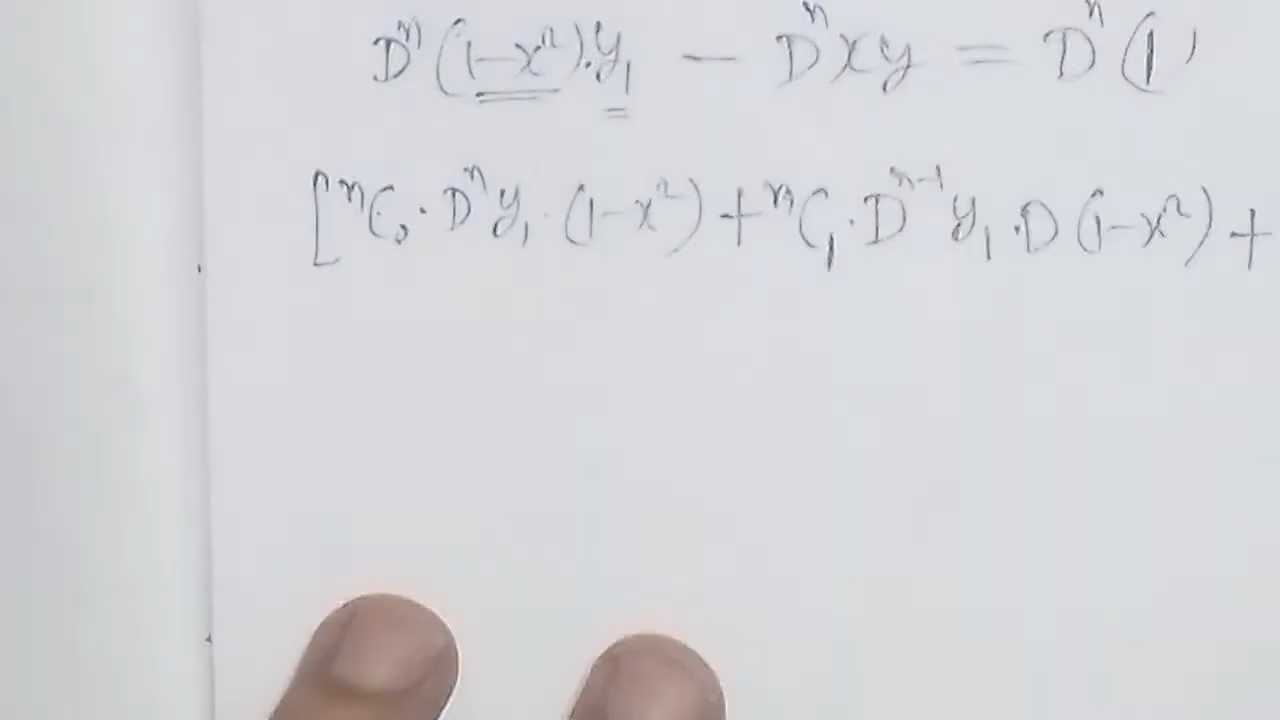 Dⁿ (1-x²).y₁ - Dⁿxy = Dⁿ(1)
[ⁿC₀. Dⁿy₁. (1-x²) + ⁿC₁. Dⁿ⁻¹y₁. D(1-x²) +